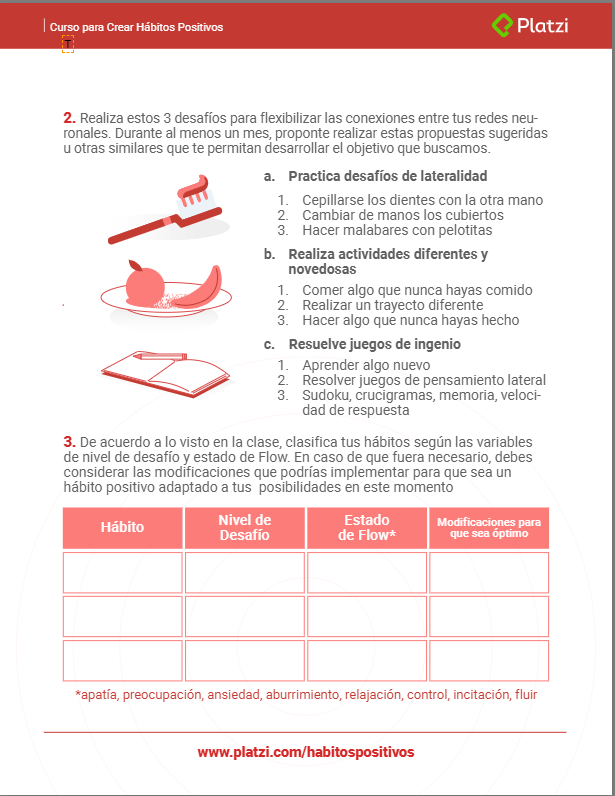 Curso para Crear Hábitos Positivos
Platzi
T
2. Realiza estos 3 desafíos para flexibilizar las conexiones entre tus redes neu-
ronales. Durante al menos un mes, proponte realizar estas propuestas sugeridas
u otras similares que te permitan desarrollar el objetivo que buscamos.
a. Practica desafíos de lateralidad
1. Cepillarse los dientes con la otra mano
2. Cambiar de manos los cubiertos
3. Hacer malabares con pelotitas
b. Realiza actividades diferentes y
novedosas
1. Comer algo que nunca hayas comido
2. Realizar un trayecto diferente
3. Hacer algo que nunca hayas hecho
c. Resuelve juegos de ingenio
1. Aprender algo nuevo
2. Resolver juegos de pensamiento lateral
3. Sudoku, crucigramas, memoria, veloci-
dad de respuesta
3. De acuerdo a lo visto en la clase, clasifica tus hábitos según las variables
de nivel de desafío y estado de Flow. En caso de que fuera necesario, debes
considerar las modificaciones que podrías implementar para que sea un
hábito positivo adaptado a tus  posibilidades en este momento
Hábito
Nivel de
Desafío
Estado
de Flow*
Modificaciones para
que sea óptimo
*apatía, preocupación, ansiedad, aburrimiento, relajación, control, incitación, fluir
www.platzi.com/habitospositivos